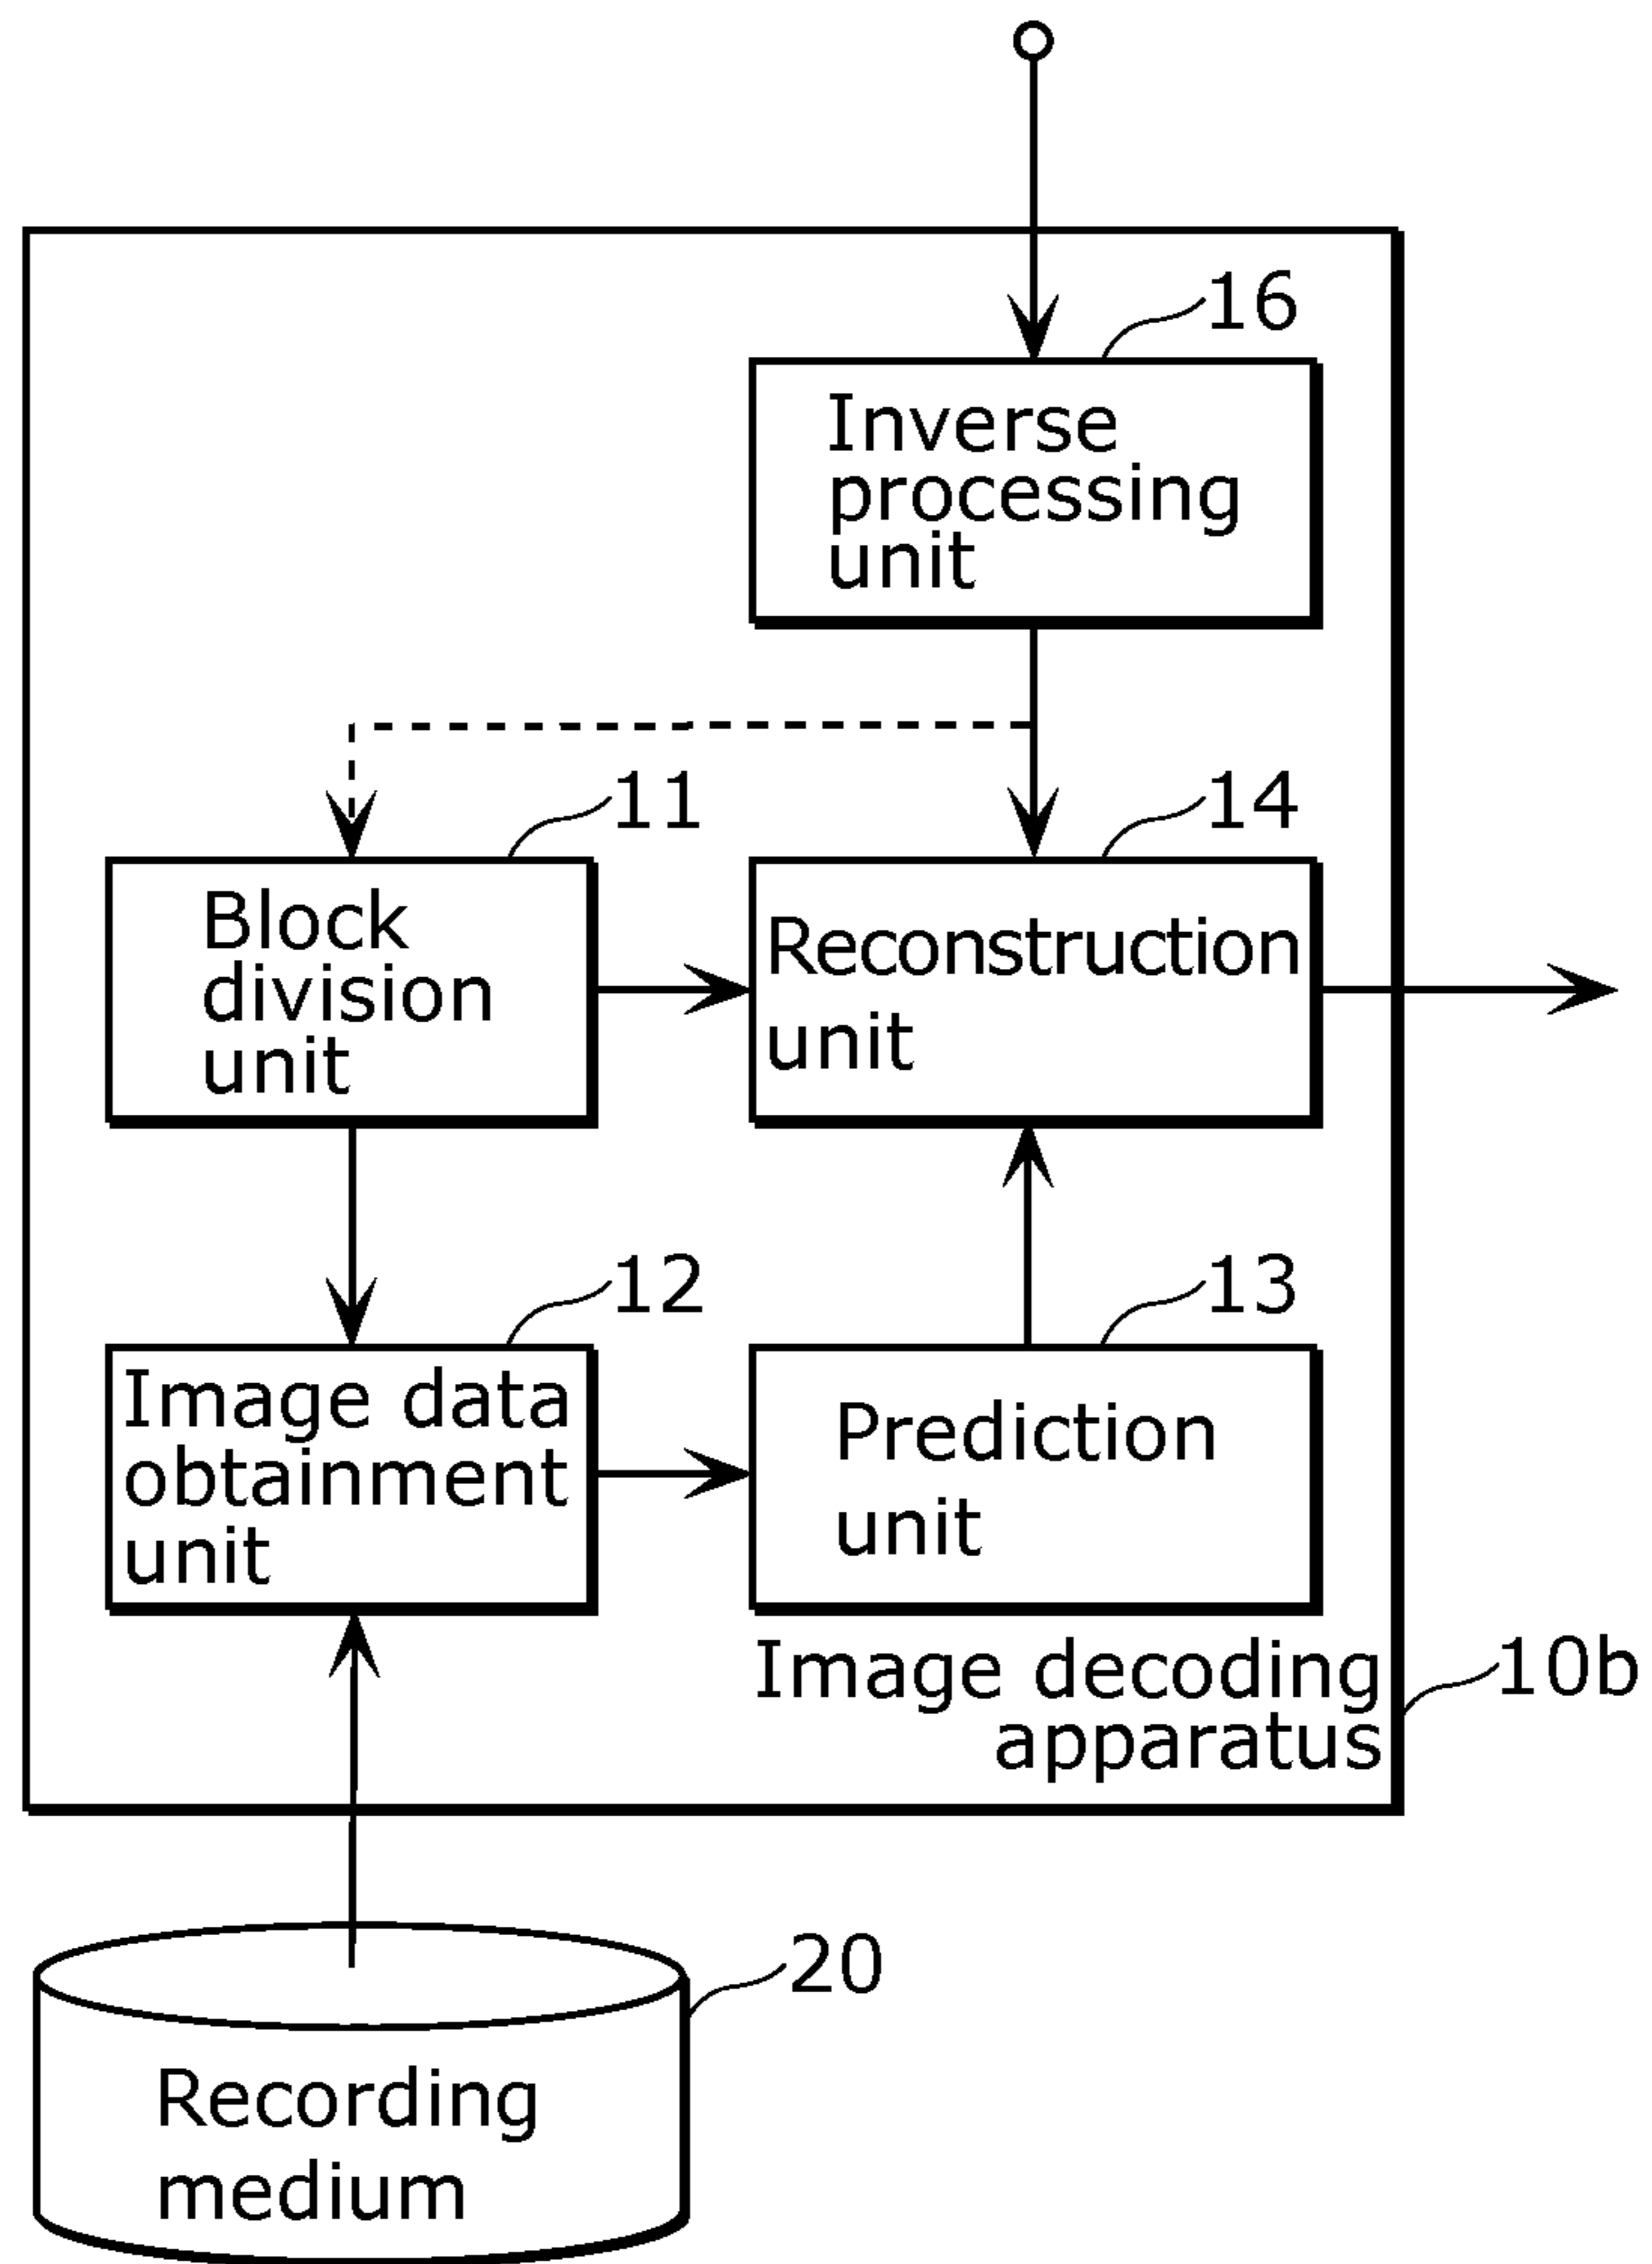 16
Inverse
processing
unit
11
Block
division
unit
14
Reconstruction
unit
12
Image data
obtainment
unit
13
Prediction
unit
Image decoding
apparatus
10b
20
Recording
medium